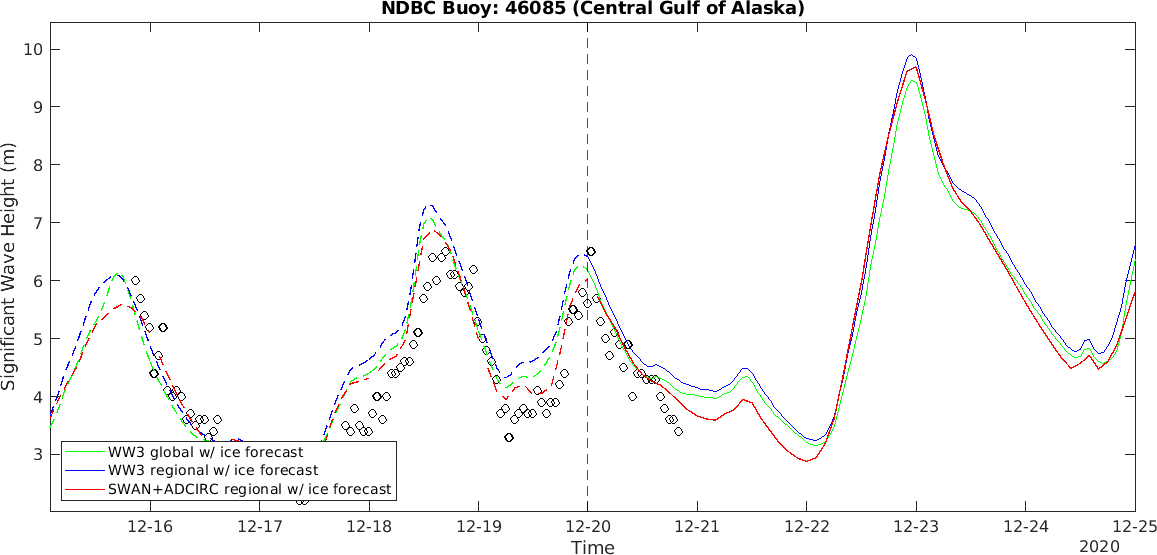 NDBC Buoy: 46085 (Central Gulf of Alaska)
Significant Wave Height (m)
10
9
8
7
6
5
4
3
WW3 global w/ ice forecast
WW3 regional w/ ice forecast
SWAN+ADCIRC regional w/ ice forecast
12-16 12-17 12-18 12-19 12-20 12-21 12-22 12-23 12-24 12-25
Time
2020